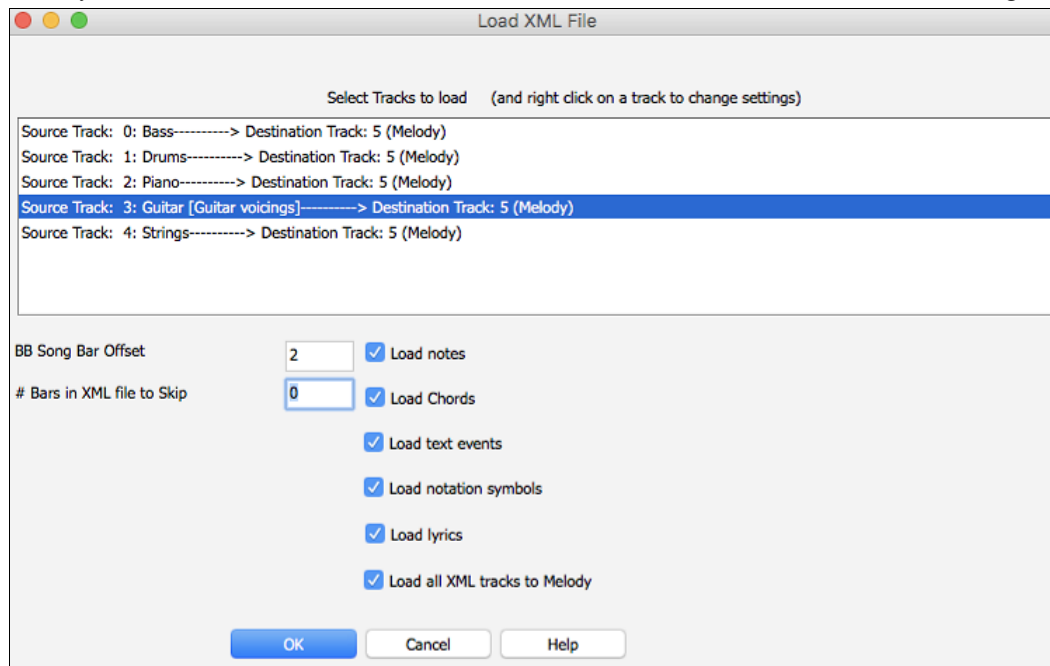 Load XML File
Select Tracks to load (and right click on a track to change settings)
Source Track: 0: Bass----------> Destination Track: 5 (Melody)
Source Track: 1: Drums----------> Destination Track: 5 (Melody)
Source Track: 2: Piano----------> Destination Track: 5 (Melody)
Source Track: 3: Guitar [Guitar voicings]----------> Destination Track: 5 (Melody)
Source Track: 4: Strings----------> Destination Track: 5 (Melody)
BB Song Bar Offset 2 Load notes
# Bars in XML file to Skip 0 Load Chords
Load text events
Load notation symbols
Load lyrics
Load all XML tracks to Melody
OK Cancel Help